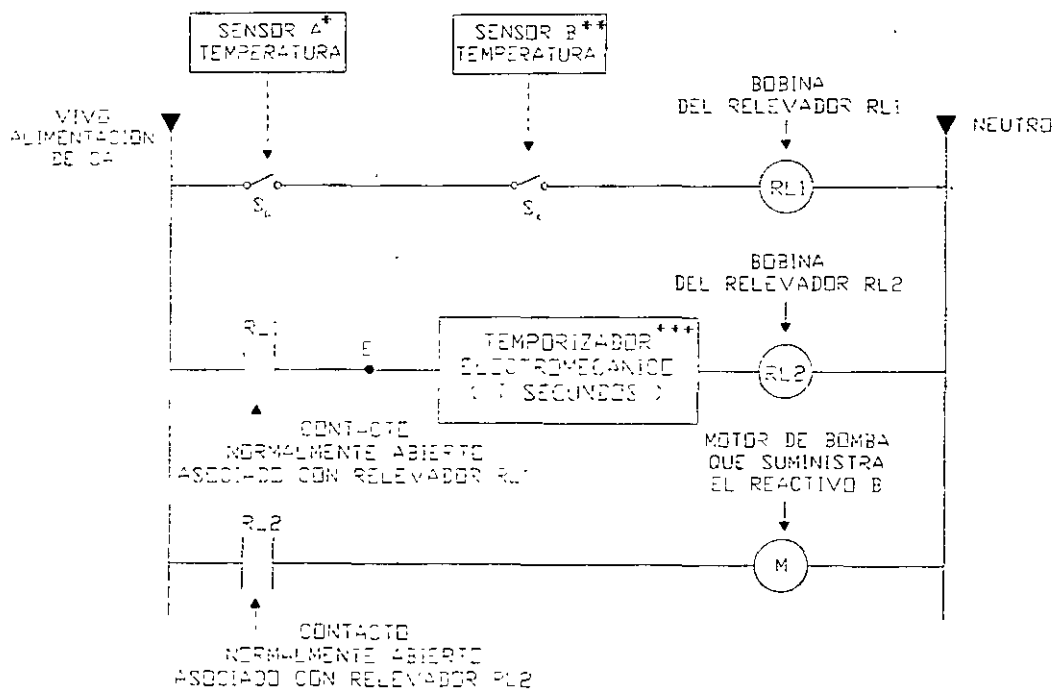 SENSOR A*
TEMPERATURA
SENSOR B**
TEMPERATURA
VIVO
ALIMENTACION
DE CA
BOBINA
DEL RELEVADOR RL1
NEUTRO
RL1
BOBINA
DEL RELEVADOR RL2
RL1
E
TEMPORIZADOR***
ELECTROMECANICO
( T SEGUNDOS )
RL2
CONTACTO
NORMALMENTE ABIERTO
ASOCIADO CON RELEVADOR RL1
MOTOR DE BOMBA
QUE SUMINISTRA
EL REACTIVO B
RL2
M
CONTACTO
NORMALMENTE ABIERTO
ASOCIADO CON RELEVADOR RL2